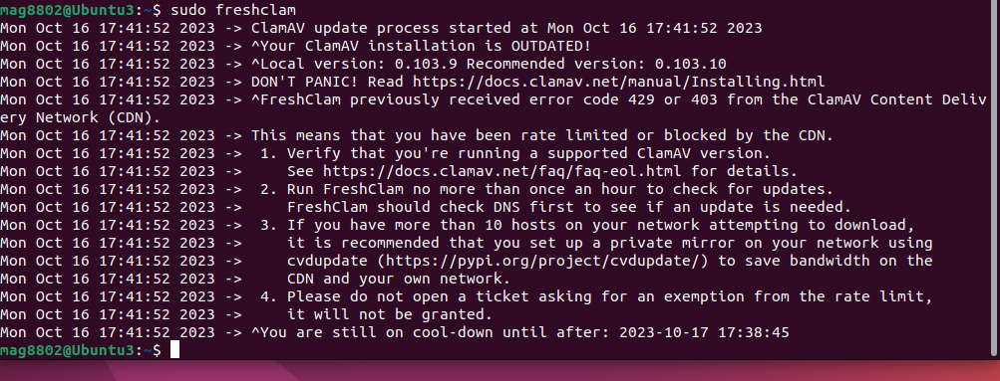 mag8802@Ubuntu3:~$ sudo freshclam
Mon Oct 16 17:41:52 2023 -> ClamAV update process started at Mon Oct 16 17:41:52 2023
Mon Oct 16 17:41:52 2023 -> ^Your ClamAV installation is OUTDATED!
Mon Oct 16 17:41:52 2023 -> ^Local version: 0.103.9 Recommended version: 0.103.10
Mon Oct 16 17:41:52 2023 -> DON'T PANIC! Read https://docs.clamav.net/manual/Installing.html
Mon Oct 16 17:41:52 2023 -> ^FreshClam previously received error code 429 or 403 from the ClamAV Content Deliv
ery Network (CDN).
Mon Oct 16 17:41:52 2023 -> This means that you have been rate limited or blocked by the CDN.
Mon Oct 16 17:41:52 2023 ->  1. Verify that you're running a supported ClamAV version.
Mon Oct 16 17:41:52 2023 ->     See https://docs.clamav.net/faq/faq-eol.html for details.
Mon Oct 16 17:41:52 2023 ->  2. Run FreshClam no more than once an hour to check for updates.
Mon Oct 16 17:41:52 2023 ->     FreshClam should check DNS first to see if an update is needed.
Mon Oct 16 17:41:52 2023 ->  3. If you have more than 10 hosts on your network attempting to download,
Mon Oct 16 17:41:52 2023 ->     it is recommended that you set up a private mirror on your network using
Mon Oct 16 17:41:52 2023 ->     cvdupdate (https://pypi.org/project/cvdupdate/) to save bandwidth on the
Mon Oct 16 17:41:52 2023 ->     CDN and your own network.
Mon Oct 16 17:41:52 2023 ->  4. Please do not open a ticket asking for an exemption from the rate limit,
Mon Oct 16 17:41:52 2023 ->     it will not be granted.
Mon Oct 16 17:41:52 2023 -> ^You are still on cool-down until after: 2023-10-17 17:38:45
mag8802@Ubuntu3:~$